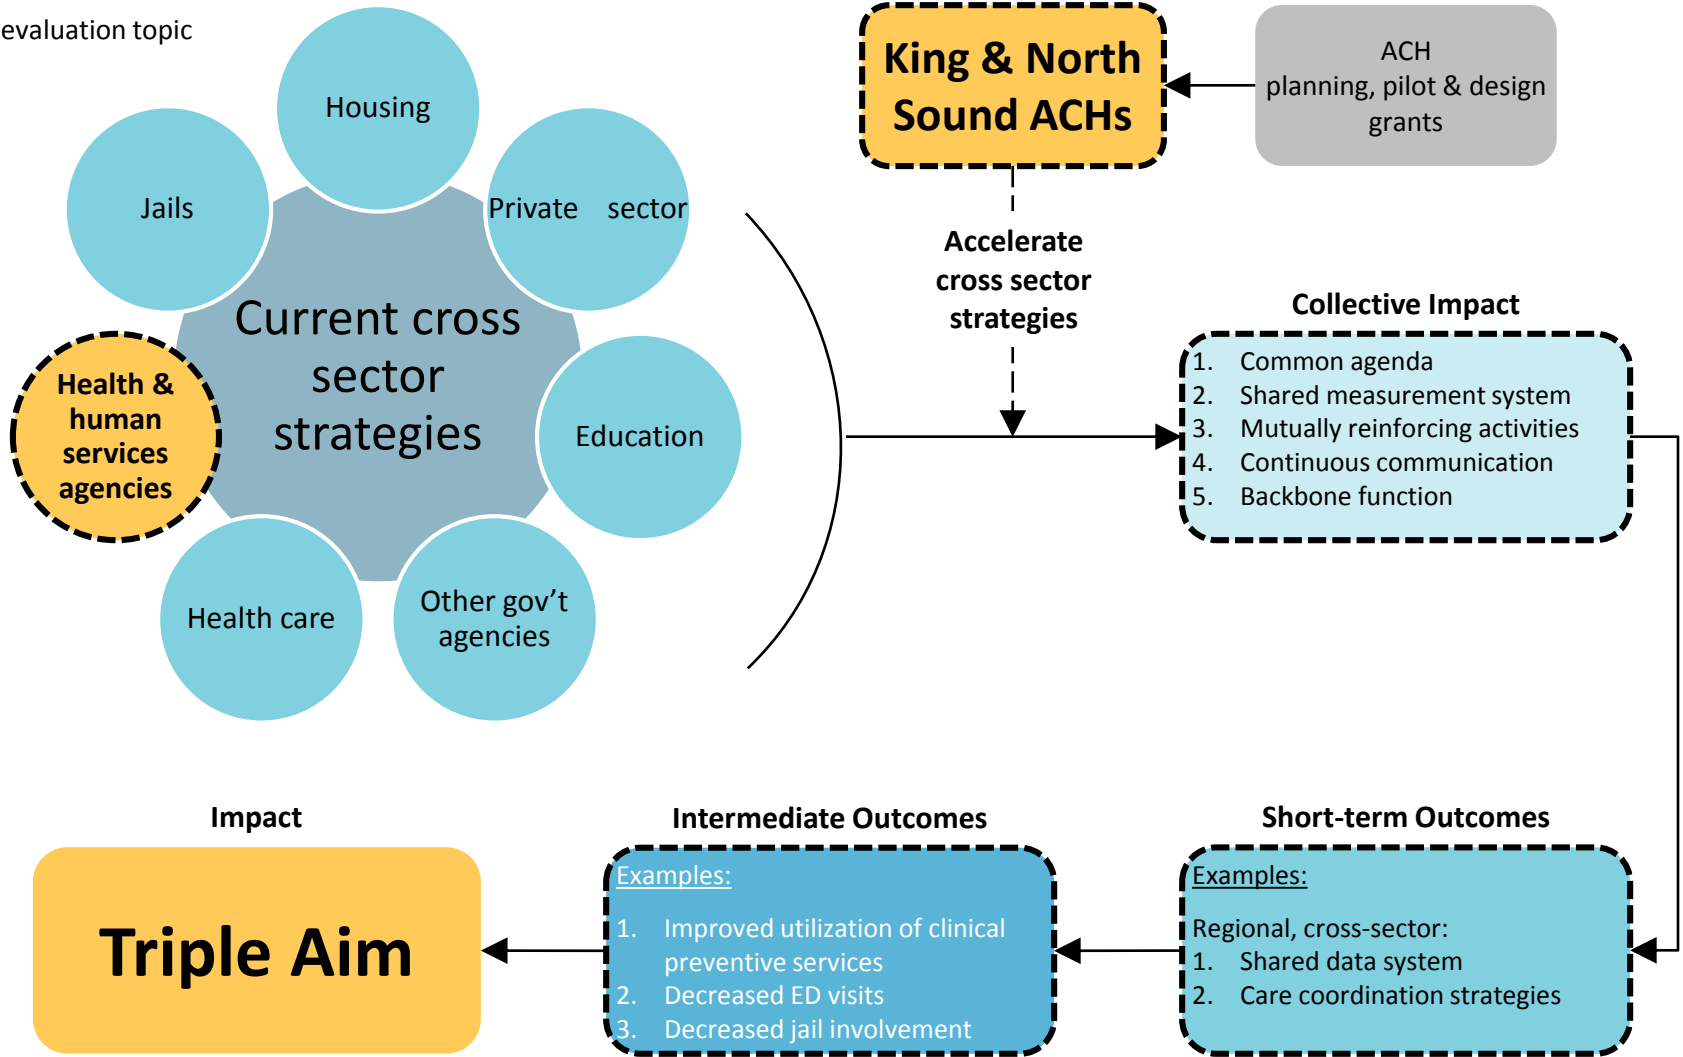 evaluation topic
Housing
Jails
Private sector
Current cross
sector
strategies
Health &
human
services
agencies
Education
Health care
Other gov’t
agencies
King & North
Sound ACHs
ACH
planning, pilot & design
grants
Accelerate
cross sector
strategies
Collective Impact
1. Common agenda
2. Shared measurement system
3. Mutually reinforcing activities
4. Continuous communication
5. Backbone function
Short-term Outcomes
Examples:
Regional, cross-sector:
1. Shared data system
2. Care coordination strategies
Intermediate Outcomes
Examples:
1. Improved utilization of clinical
preventive services
2. Decreased ED visits
3. Decreased jail involvement
Impact
Triple Aim